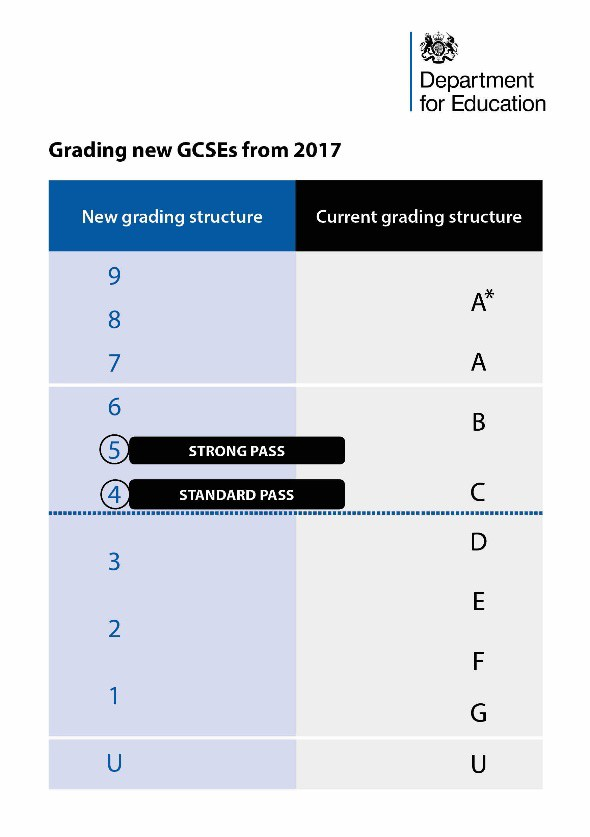 Department
for Education
Grading new GCSEs from 2017
New grading structure
Current grading structure
9
A*
8
7
A
6
B
5 STRONG PASS
4 STANDARD PASS
C
D
3
E
2
F
1
G
U
U